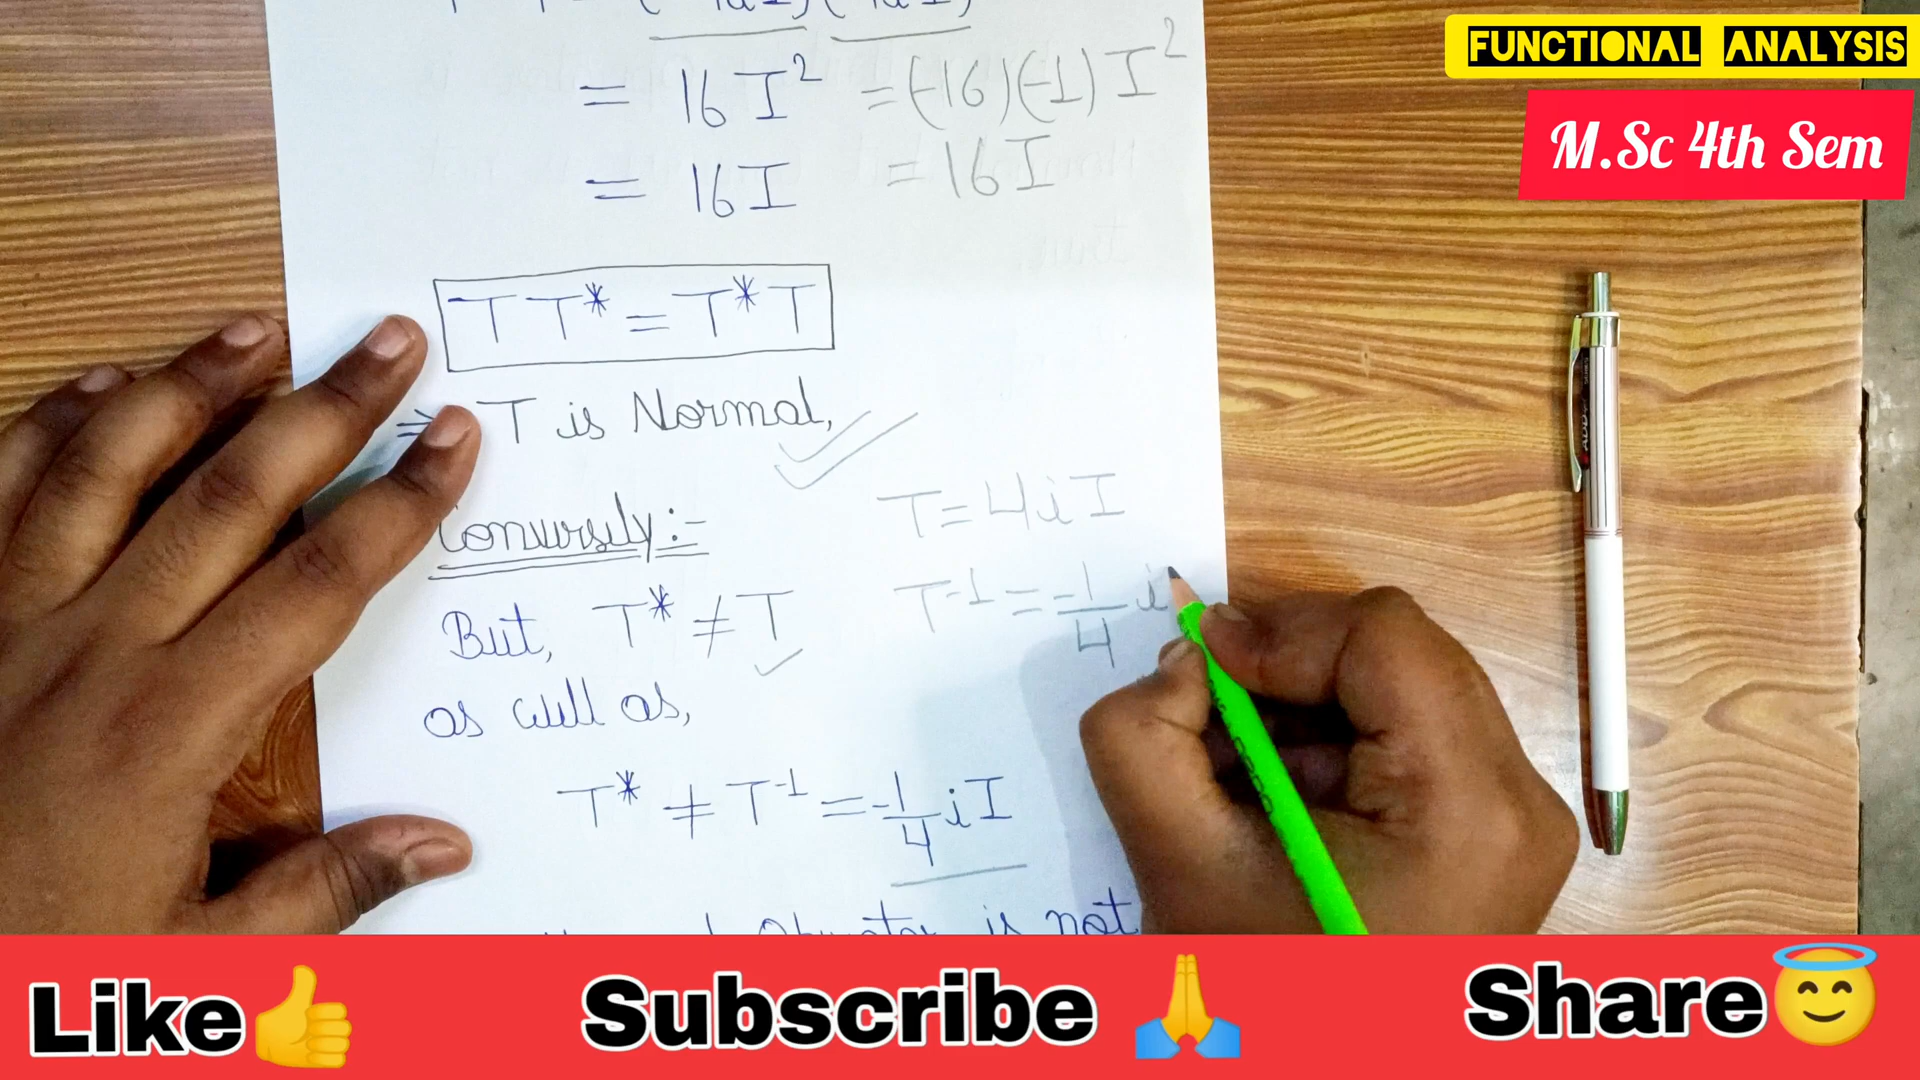 FUNCTIONAL ANALYSIS
M.Sc 4th Sem
= 16 I² = (-16)(-1) I²
= 16 I = 16 I
T T* = T* T
⇒ T is Normal,
Conversely :-
T = 4iI
But, T* ≠ T
T⁻¹ = -1/4 i
as well as,
T* ≠ T⁻¹ = -1/4 iI
is not
Like👍 Subscribe 🙏 Share😇